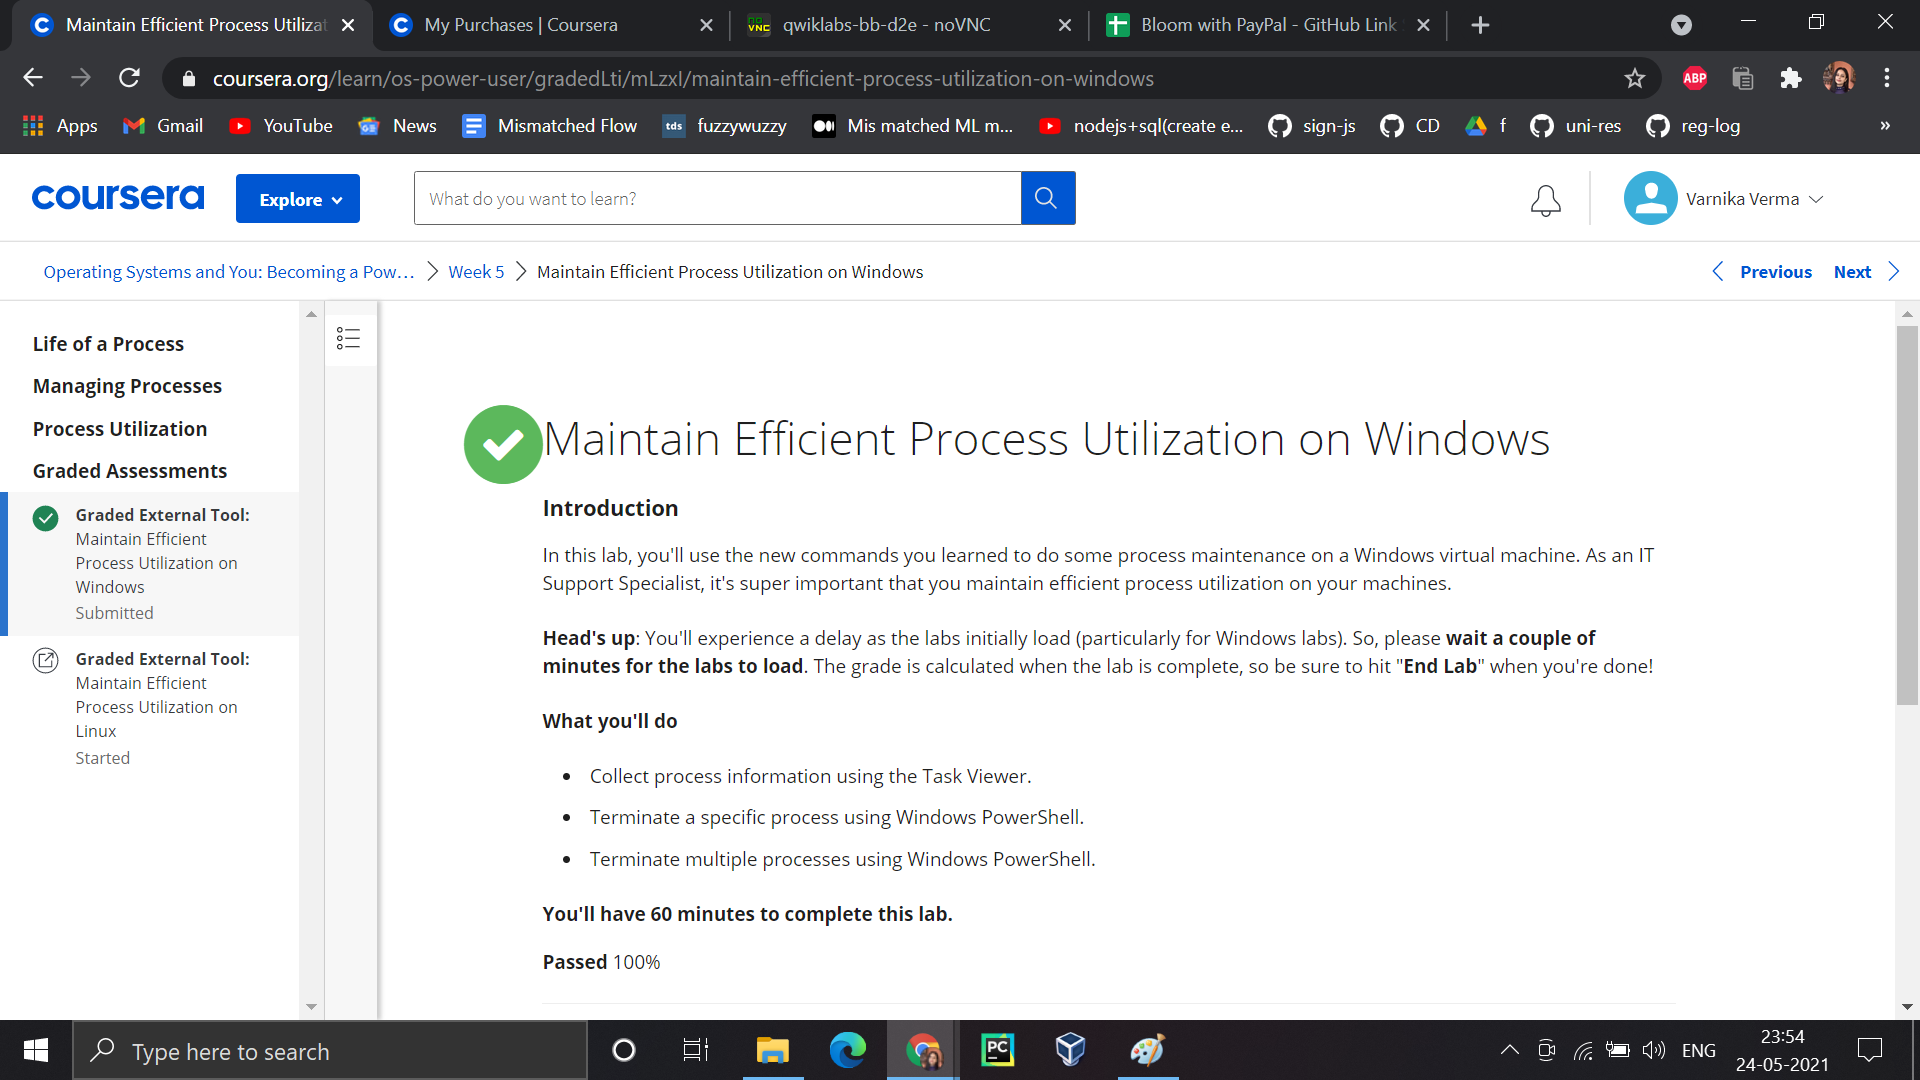 Maintain Efficient Process Utilizat
My Purchases | Coursera
qwiklabs-bb-d2e - noVNC
Bloom with PayPal - GitHub Link
coursera.org/learn/os-power-user/gradedLti/mLzxI/maintain-efficient-process-utilization-on-windows
ABP
Apps
Gmail
YouTube
News
Mismatched Flow
tds
fuzzywuzzy
Mis matched ML m...
nodejs+sql(create e...
sign-js
CD
f
uni-res
reg-log
»
coursera
Explore
What do you want to learn?
Varnika Verma
Operating Systems and You: Becoming a Pow...
Week 5
Maintain Efficient Process Utilization on Windows
Previous
Next
Life of a Process
Managing Processes
Process Utilization
Graded Assessments
Graded External Tool:
Maintain Efficient
Process Utilization on
Windows
Submitted
Graded External Tool:
Maintain Efficient
Process Utilization on
Linux
Started
Maintain Efficient Process Utilization on Windows
Introduction
In this lab, you'll use the new commands you learned to do some process maintenance on a Windows virtual machine. As an IT
Support Specialist, it's super important that you maintain efficient process utilization on your machines.
Head's up: You'll experience a delay as the labs initially load (particularly for Windows labs). So, please wait a couple of
minutes for the labs to load. The grade is calculated when the lab is complete, so be sure to hit "End Lab" when you're done!
What you'll do
• Collect process information using the Task Viewer.
• Terminate a specific process using Windows PowerShell.
• Terminate multiple processes using Windows PowerShell.
You'll have 60 minutes to complete this lab.
Passed 100%
Type here to search
PC
ENG
23:54
24-05-2021